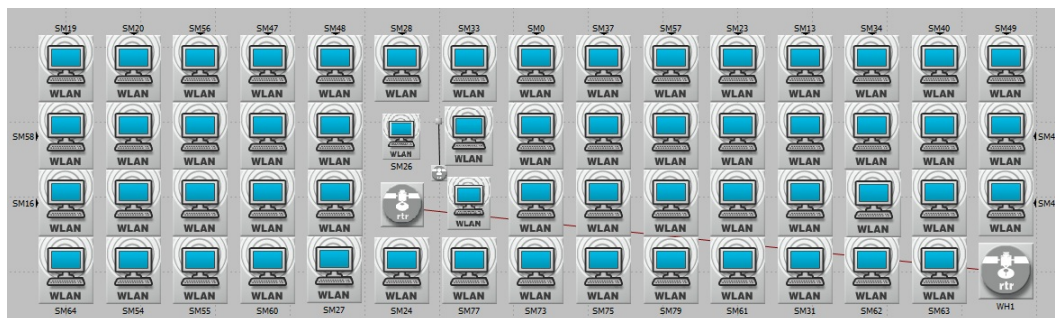 SM19 SM20 SM56 SM47 SM48 SM28 SM33 SM0 SM37 SM57 SM23 SM13 SM34 SM40 SM49
WLAN WLAN WLAN WLAN WLAN WLAN WLAN WLAN WLAN WLAN WLAN WLAN WLAN WLAN WLAN
SM58 SM4
WLAN WLAN WLAN WLAN WLAN WLAN WLAN WLAN WLAN WLAN WLAN WLAN WLAN WLAN WLAN
SM26
SM16 rtr SM4
WLAN WLAN WLAN WLAN WLAN WLAN WLAN WLAN WLAN WLAN WLAN WLAN WLAN WLAN
WLAN WLAN WLAN WLAN WLAN WLAN WLAN WLAN WLAN WLAN WLAN WLAN WLAN WLAN rtr
SM64 SM54 SM55 SM60 SM27 SM24 SM77 SM73 SM75 SM79 SM61 SM31 SM62 SM63 WH1